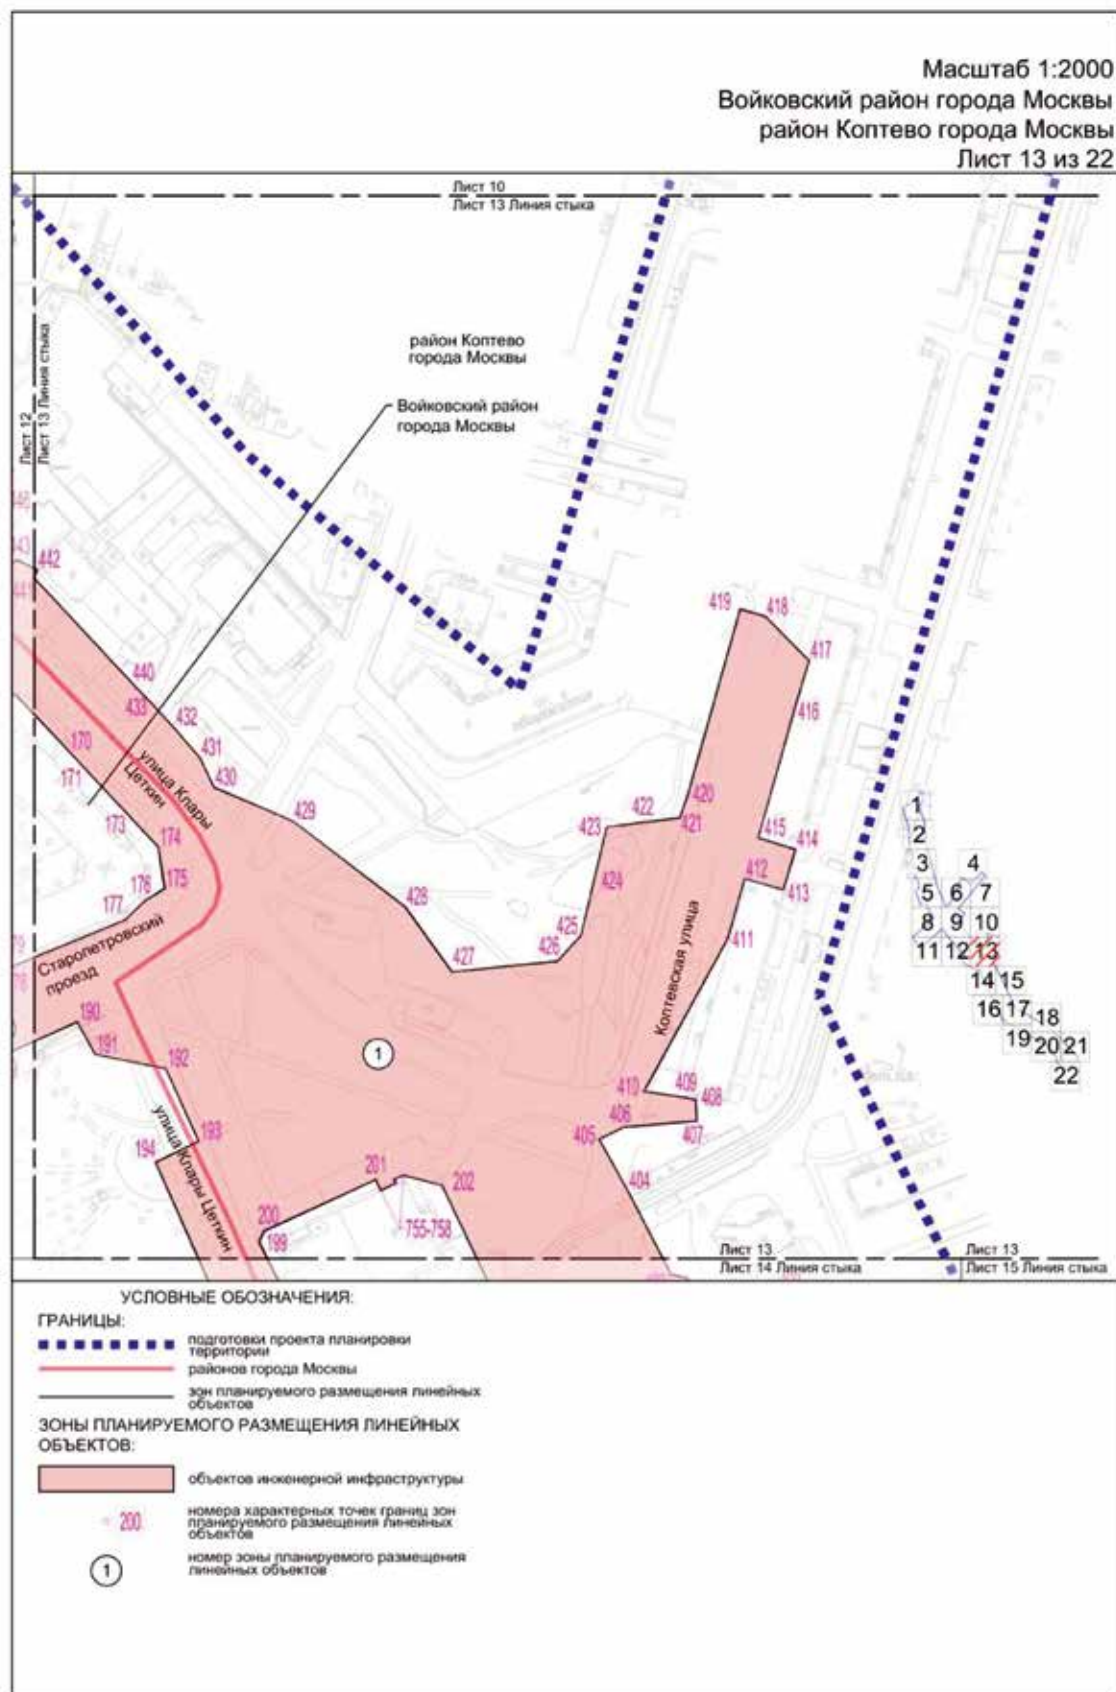 Масштаб 1:2000
Войковский район города Москвы
район Коптево города Москвы
Лист 13 из 22
Лист 10
Лист 13 Линия стыка
Лист 12
Лист 13 Линия стыка
район Коптево
города Москвы
Войковский район
города Москвы
442
440
433
432
431
430
429
428
427
426
425
424
423
422
421
420
419
418
417
416
415
414
413
412
411
410
409
408
407
406
405
404
170
171
173
174
175
176
177
190
191
192
193
194
199
200
201
202
755-758
улица Клары
Цеткин
Старопетровский
проезд
улица Клары Цеткин
Коптевская улица
1
1
2
3
4
5
6
7
8
9
10
11
12
13
14
15
16
17
18
19
20
21
22
Лист 13
Лист 14 Линия стыка
Лист 13
Лист 15 Линия стыка
УСЛОВНЫЕ ОБОЗНАЧЕНИЯ:
ГРАНИЦЫ:
подготовки проекта планировки
территории
районов города Москвы
зон планируемого размещения линейных
объектов
ЗОНЫ ПЛАНИРУЕМОГО РАЗМЕЩЕНИЯ ЛИНЕЙНЫХ
ОБЪЕКТОВ:
объектов инженерной инфраструктуры
200
номера характерных точек границ зон
планируемого размещения линейных
объектов
1
номер зоны планируемого размещения
линейных объектов